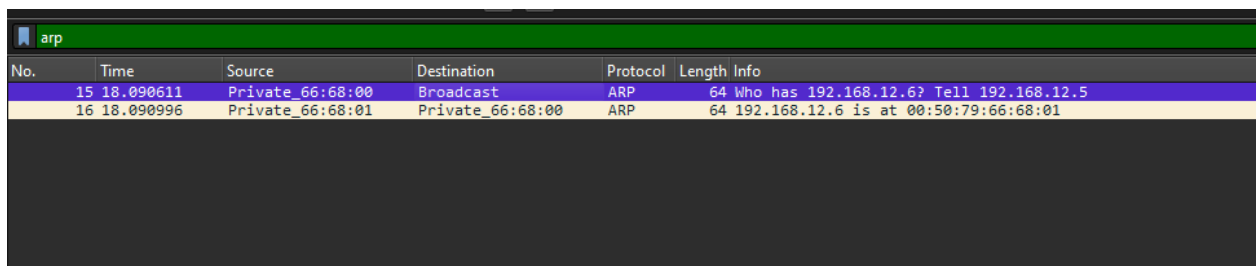 arp
No. Time Source Destination Protocol Length Info
15 18.090611 Private_66:68:00 Broadcast ARP 64 Who has 192.168.12.6? Tell 192.168.12.5
16 18.090996 Private_66:68:01 Private_66:68:00 ARP 64 192.168.12.6 is at 00:50:79:66:68:01